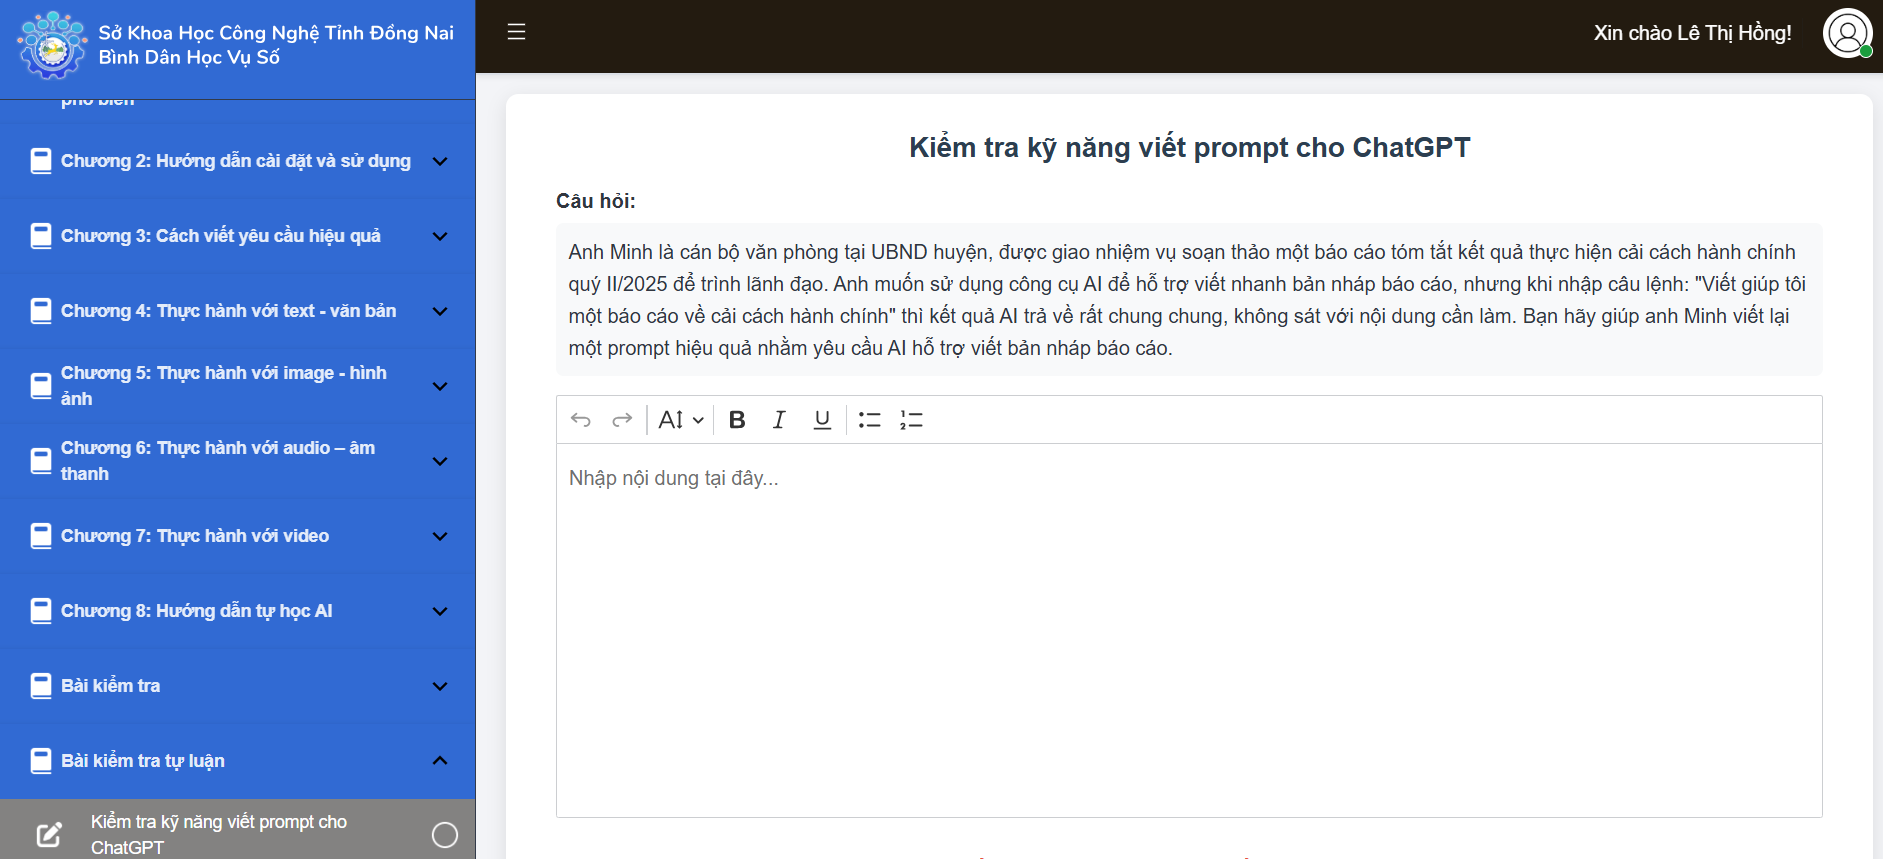 Sở Khoa Học Công Nghệ Tỉnh Đồng Nai
Bình Dân Học Vụ Số
phổ biến
Chương 2: Hướng dẫn cài đặt và sử dụng
Chương 3: Cách viết yêu cầu hiệu quả
Chương 4: Thực hành với text - văn bản
Chương 5: Thực hành với image - hình
ảnh
Chương 6: Thực hành với audio – âm
thanh
Chương 7: Thực hành với video
Chương 8: Hướng dẫn tự học AI
Bài kiểm tra
Bài kiểm tra tự luận
Kiểm tra kỹ năng viết prompt cho
ChatGPT
Xin chào Lê Thị Hồng!
Kiểm tra kỹ năng viết prompt cho ChatGPT
Câu hỏi:
Anh Minh là cán bộ văn phòng tại UBND huyện, được giao nhiệm vụ soạn thảo một báo cáo tóm tắt kết quả thực hiện cải cách hành chính
quý II/2025 để trình lãnh đạo. Anh muốn sử dụng công cụ AI để hỗ trợ viết nhanh bản nháp báo cáo, nhưng khi nhập câu lệnh: "Viết giúp tôi
một báo cáo về cải cách hành chính" thì kết quả AI trả về rất chung chung, không sát với nội dung cần làm. Bạn hãy giúp anh Minh viết lại
một prompt hiệu quả nhằm yêu cầu AI hỗ trợ viết bản nháp báo cáo.
Nhập nội dung tại đây...